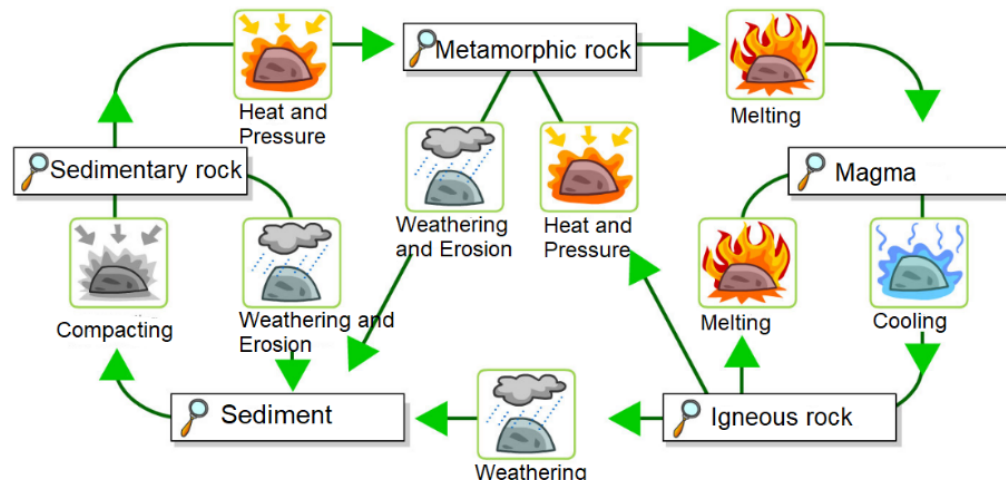 Metamorphic rock
Heat and
Pressure
Melting
Sedimentary rock
Magma
Weathering
and Erosion
Heat and
Pressure
Compacting
Weathering and
Erosion
Melting
Cooling
Sediment
Igneous rock
Weathering